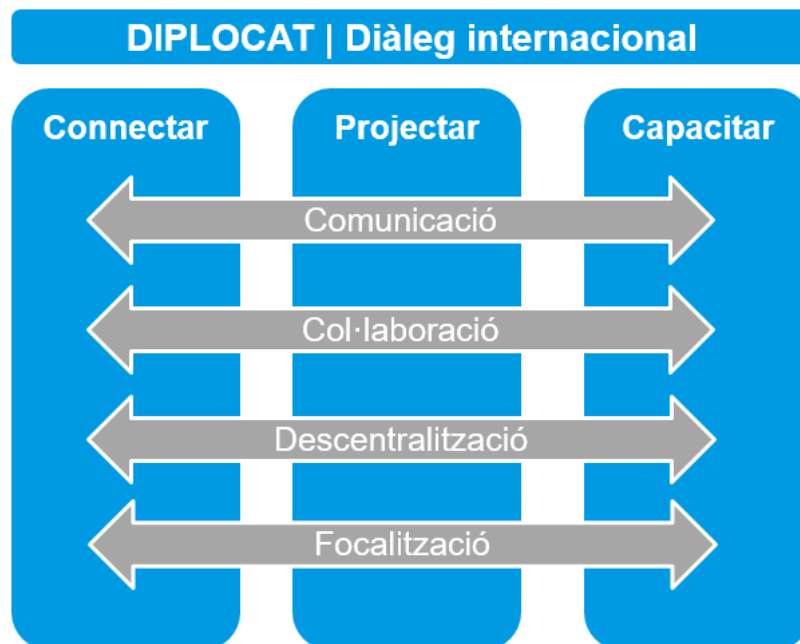 DIPLOCAT | Diàleg internacional
Connectar
Projectar
Capacitar
Comunicació
Col·laboració
Descentralització
Focalització